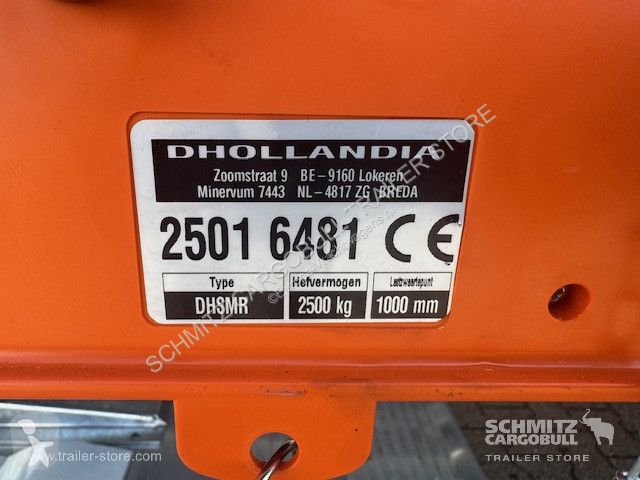 DHOLLANDIA
Zoomstraat 9 BE-9160 Lokeren
Minervum 7443 NL-4817 ZG BREDA
2501 6481 CE
Type Hefvermogen Lastzwaartepunt
DHSMR 2500 kg 1000 mm
SCHMITZ CARGOBULL TRAILER STORE
SCHMITZ
CARGOBULL
TRAILER STORE
www.trailer-store.com